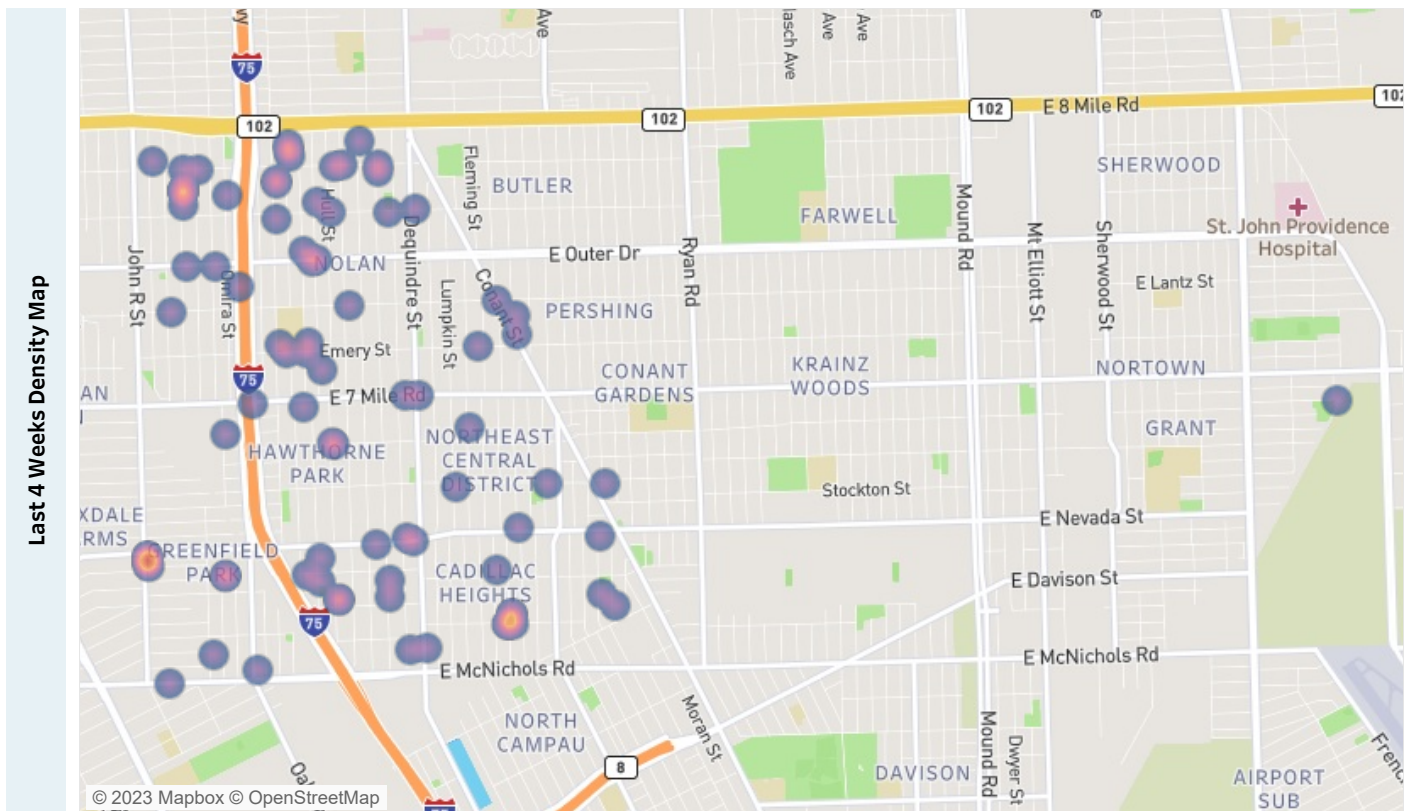 Last 4 Weeks Density Map
Ave
Ave
Ave
75
102
102
102
102
E 8 Mile Rd
Fleming St
BUTLER
SHERWOOD
FARWELL
St. John Providence
Hospital
Hull St
Dequindre St
John R St
Omira St
NOLAN
E Outer Dr
Ryan Rd
Mound Rd
Mt Elliott St
Sherwood St
E Lantz St
Conant St
Lumpkin St
PERSHING
Emery St
CONANT
GARDENS
KRAINZ
WOODS
NORTOWN
75
E 7 Mile Rd
HAWTHORNE
PARK
NORTHEAST
CENTRAL
DISTRICT
GRANT
Stockton St
E Nevada St
GREENFIELD
PARK
CADILLAC
HEIGHTS
E Davison St
75
E McNichols Rd
E McNichols Rd
NORTH
CAMPAU
Moran St
Mound Rd
Dwyer St
8
DAVISON
AIRPORT
SUB
75
© 2023 Mapbox © OpenStreetMap